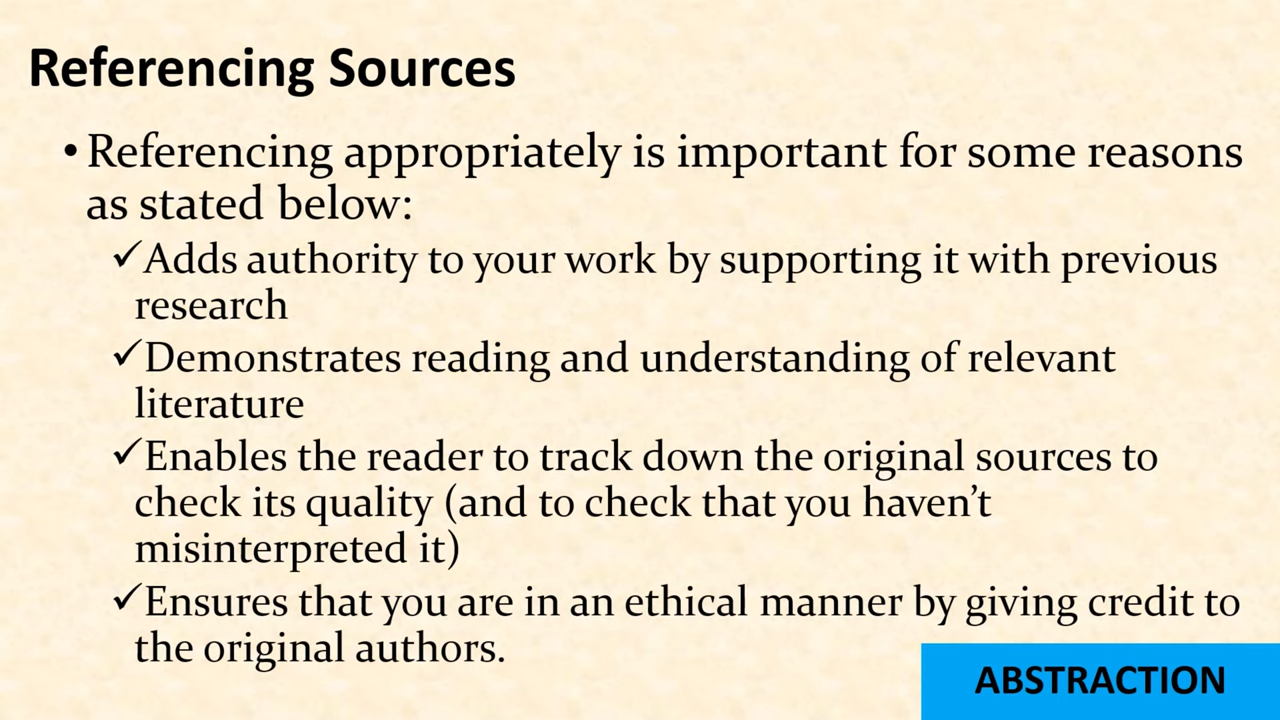 Referencing Sources
• Referencing appropriately is important for some reasons
as stated below:
✓Adds authority to your work by supporting it with previous
research
✓Demonstrates reading and understanding of relevant
literature
✓Enables the reader to track down the original sources to
check its quality (and to check that you haven’t
misinterpreted it)
✓Ensures that you are in an ethical manner by giving credit to
the original authors.
ABSTRACTION